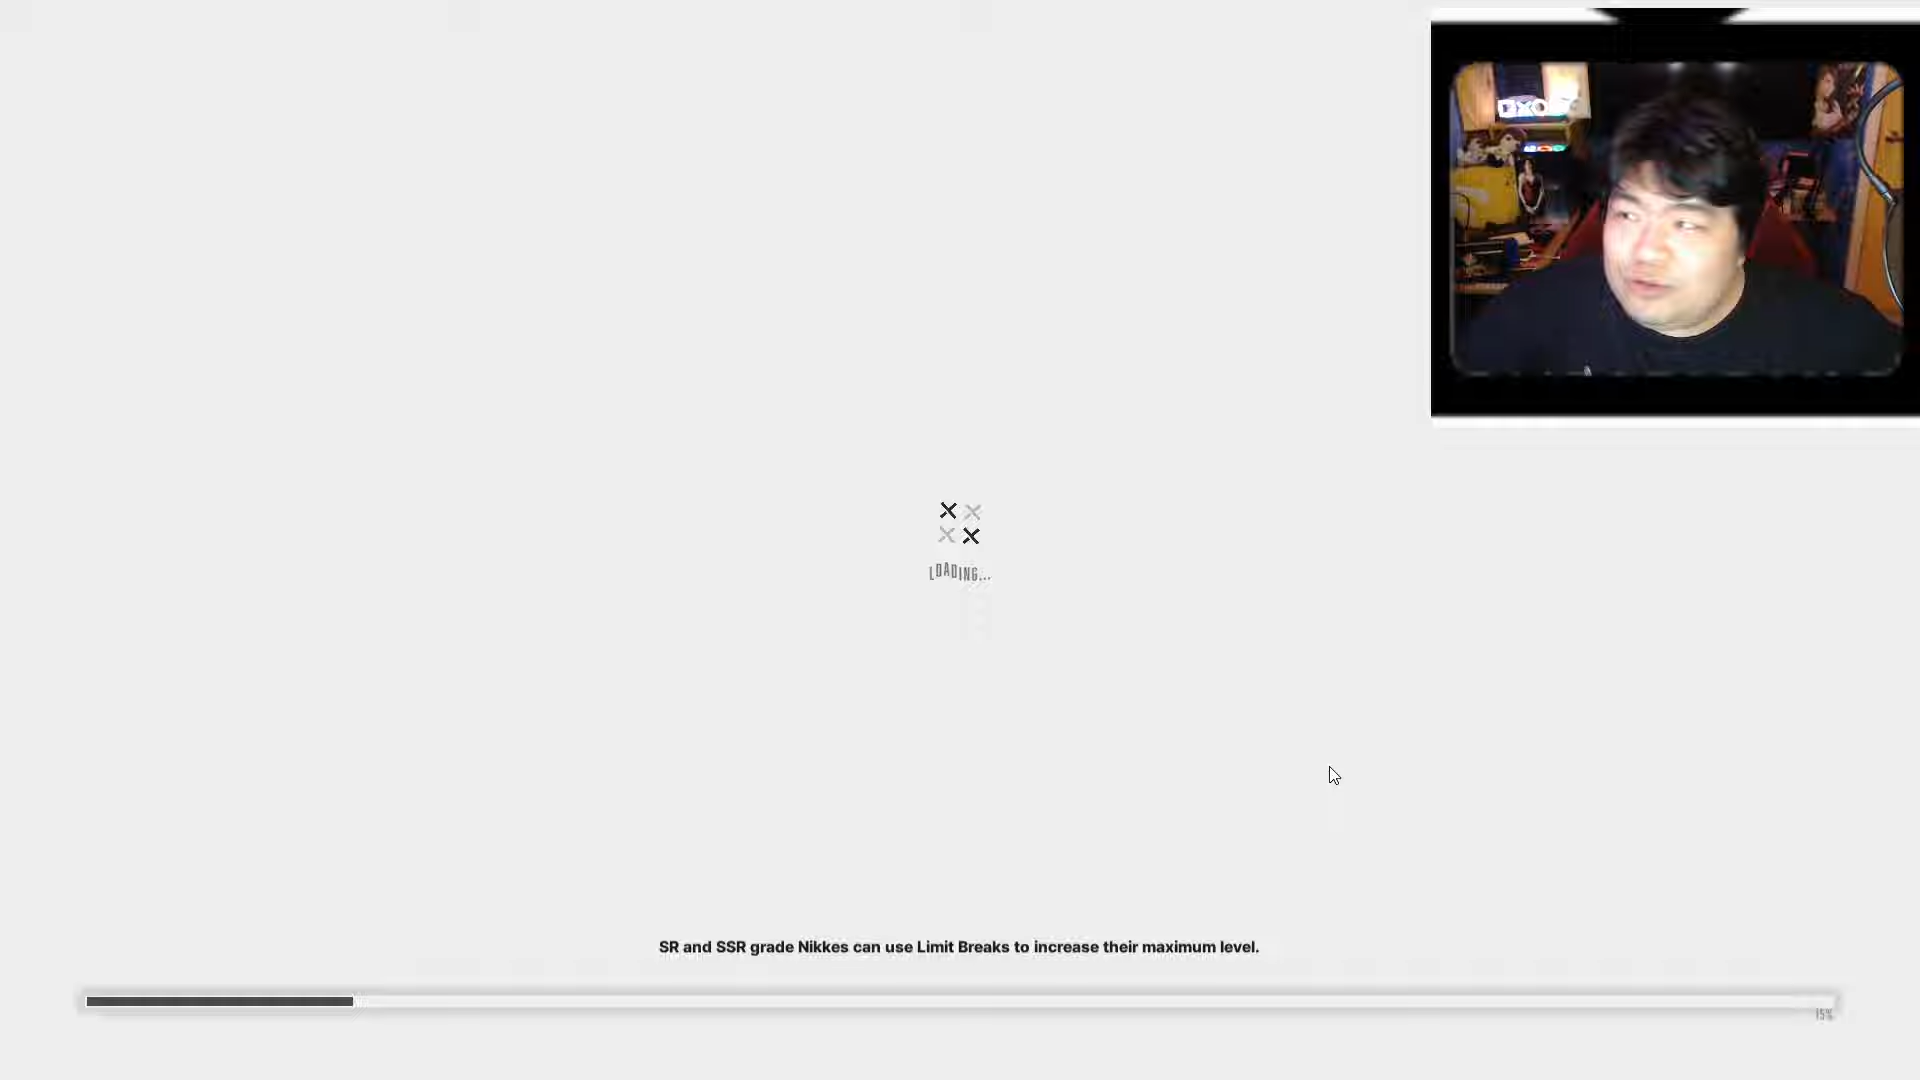 LOADING...
SR and SSR grade Nikkes can use Limit Breaks to increase their maximum level.
15%